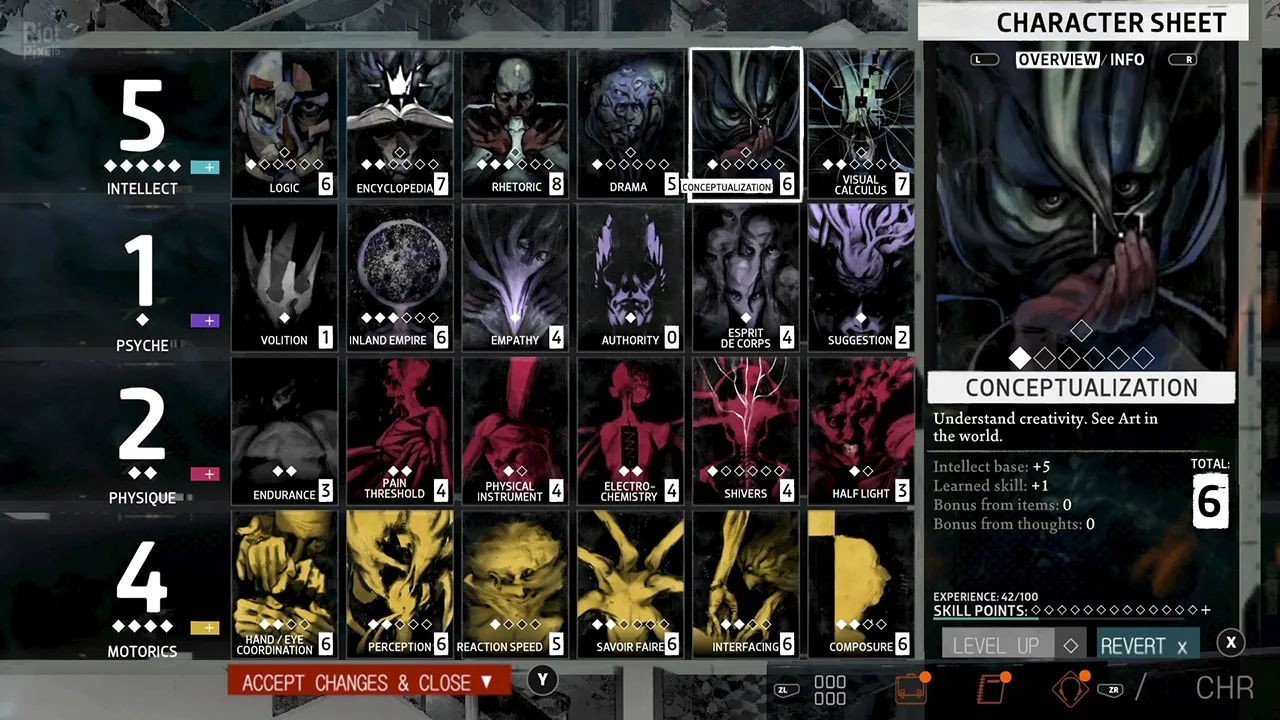 Riot
Pixels
CHARACTER SHEET
L OVERVIEW / INFO R
5
INTELLECT
+
LOGIC 6
ENCYCLOPEDIA 7
RHETORIC 8
DRAMA 5
CONCEPTUALIZATION 6
VISUAL
CALCULUS 7
1
PSYCHE
+
VOLITION 1
INLAND EMPIRE 6
EMPATHY 4
AUTHORITY 0
ESPRIT
DE CORPS 4
SUGGESTION 2
2
PHYSIQUE
+
ENDURANCE 3
PAIN
THRESHOLD 4
PHYSICAL
INSTRUMENT 4
ELECTRO-
CHEMISTRY 4
SHIVERS 4
HALF LIGHT 3
4
MOTORICS
+
HAND / EYE
COORDINATION 6
PERCEPTION 6
REACTION SPEED 5
SAVOIR FAIRE 6
INTERFACING 6
COMPOSURE 6
CONCEPTUALIZATION
Understand creativity. See Art in
the world.
Intellect base: +5
Learned skill: +1
Bonus from items: 0
Bonus from thoughts: 0
TOTAL:
6
EXPERIENCE: 42/100
SKILL POINTS: +
LEVEL UP
REVERT x
X
ACCEPT CHANGES & CLOSE
Y
ZL
ZR / CHR